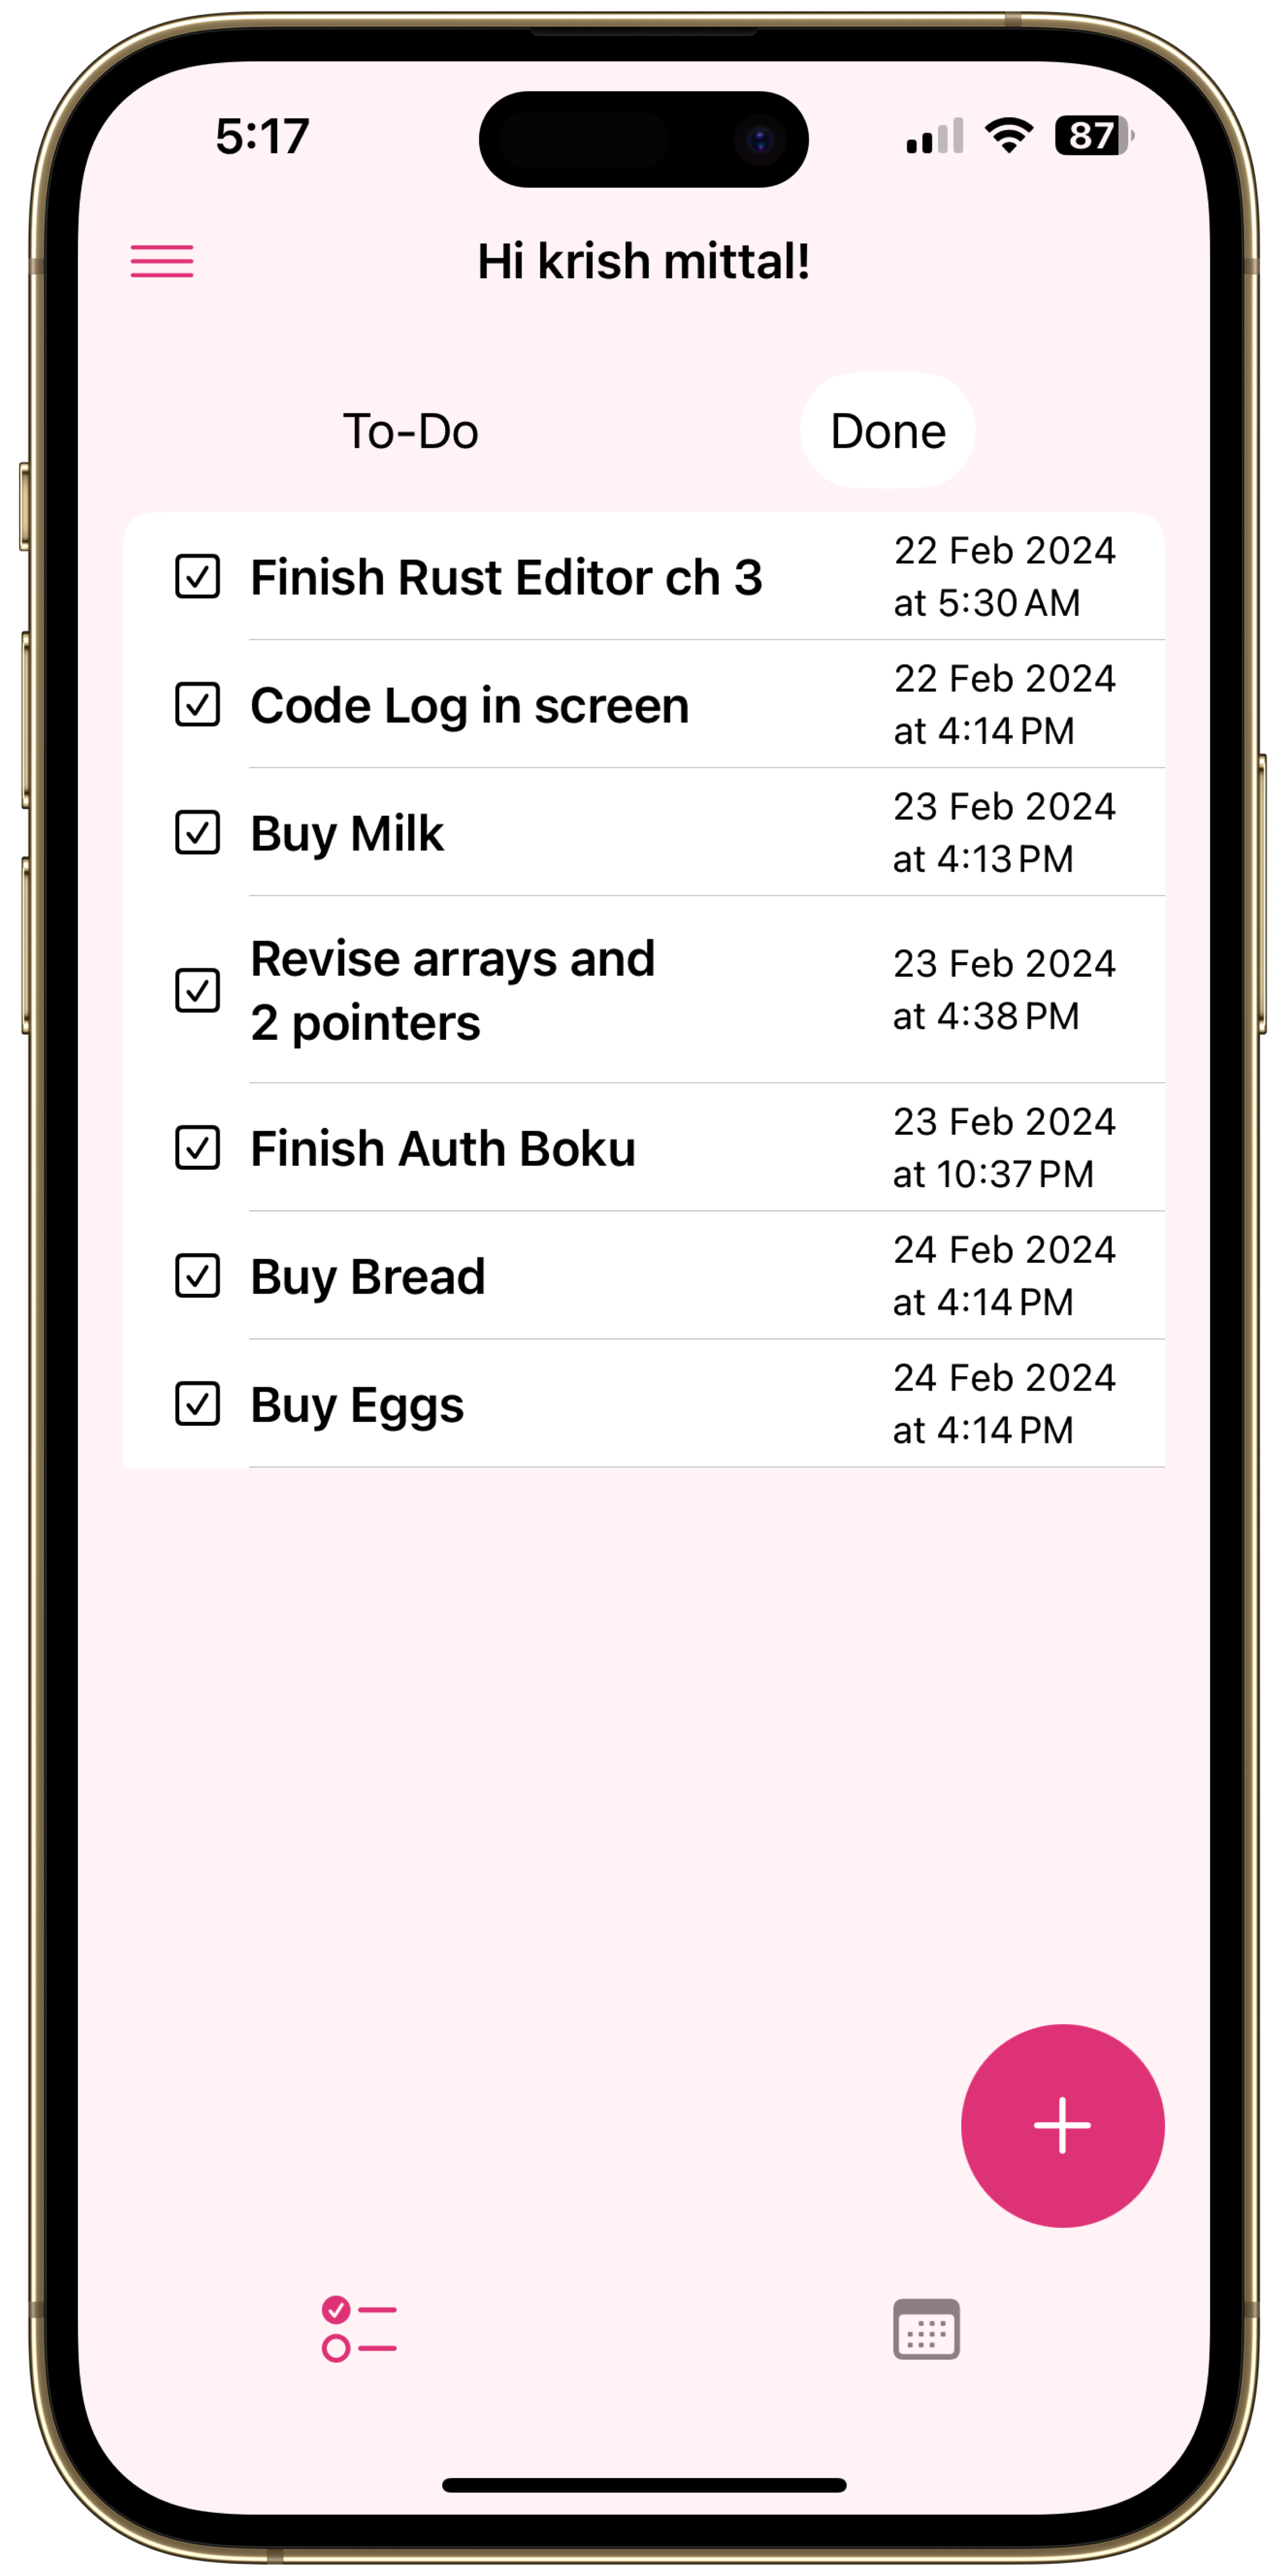 5:17
87
Hi krish mittal!
To-Do
Done
Finish Rust Editor ch 3
22 Feb 2024
at 5:30 AM
Code Log in screen
22 Feb 2024
at 4:14 PM
Buy Milk
23 Feb 2024
at 4:13 PM
Revise arrays and
2 pointers
23 Feb 2024
at 4:38 PM
Finish Auth Boku
23 Feb 2024
at 10:37 PM
Buy Bread
24 Feb 2024
at 4:14 PM
Buy Eggs
24 Feb 2024
at 4:14 PM